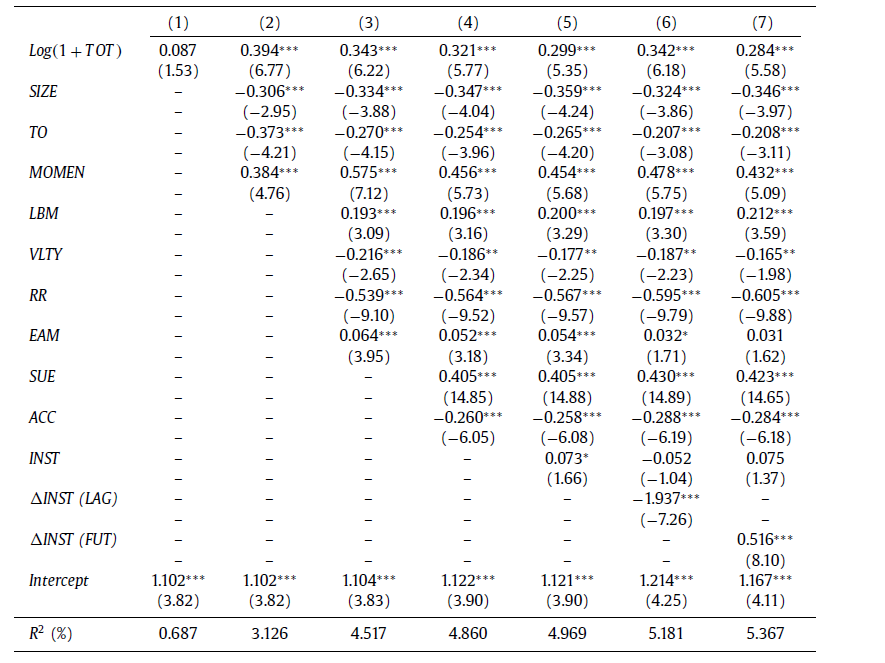 (1) (2) (3) (4) (5) (6) (7)
Log(1 + TOT) 0.087 0.394*** 0.343*** 0.321*** 0.299*** 0.342*** 0.284***
(1.53) (6.77) (6.22) (5.77) (5.35) (6.18) (5.58)
SIZE – −0.306*** −0.334*** −0.347*** −0.359*** −0.324*** −0.346***
– (−2.95) (−3.88) (−4.04) (−4.24) (−3.86) (−3.97)
TO – −0.373*** −0.270*** −0.254*** −0.265*** −0.207*** −0.208***
– (−4.21) (−4.15) (−3.96) (−4.20) (−3.08) (−3.11)
MOMEN – 0.384*** 0.575*** 0.456*** 0.454*** 0.478*** 0.432***
– (4.76) (7.12) (5.73) (5.68) (5.75) (5.09)
LBM – – 0.193*** 0.196*** 0.200*** 0.197*** 0.212***
– – (3.09) (3.16) (3.29) (3.30) (3.59)
VLTY – – −0.216*** −0.186** −0.177** −0.187** −0.165**
– – (−2.65) (−2.34) (−2.25) (−2.23) (−1.98)
RR – – −0.539*** −0.564*** −0.567*** −0.595*** −0.605***
– – (−9.10) (−9.52) (−9.57) (−9.79) (−9.88)
EAM – – 0.064*** 0.052*** 0.054*** 0.032* 0.031
– – (3.95) (3.18) (3.34) (1.71) (1.62)
SUE – – – 0.405*** 0.405*** 0.430*** 0.423***
– – – (14.85) (14.88) (14.89) (14.65)
ACC – – – −0.260*** −0.258*** −0.288*** −0.284***
– – – (−6.05) (−6.08) (−6.19) (−6.18)
INST – – – – 0.073* −0.052 0.075
– – – – (1.66) (−1.04) (1.37)
ΔINST (LAG) – – – – – −1.937*** –
– – – – – (−7.26) –
ΔINST (FUT) – – – – – – 0.516***
– – – – – – (8.10)
Intercept 1.102*** 1.102*** 1.104*** 1.122*** 1.121*** 1.214*** 1.167***
(3.82) (3.82) (3.83) (3.90) (3.90) (4.25) (4.11)
R² (%) 0.687 3.126 4.517 4.860 4.969 5.181 5.367